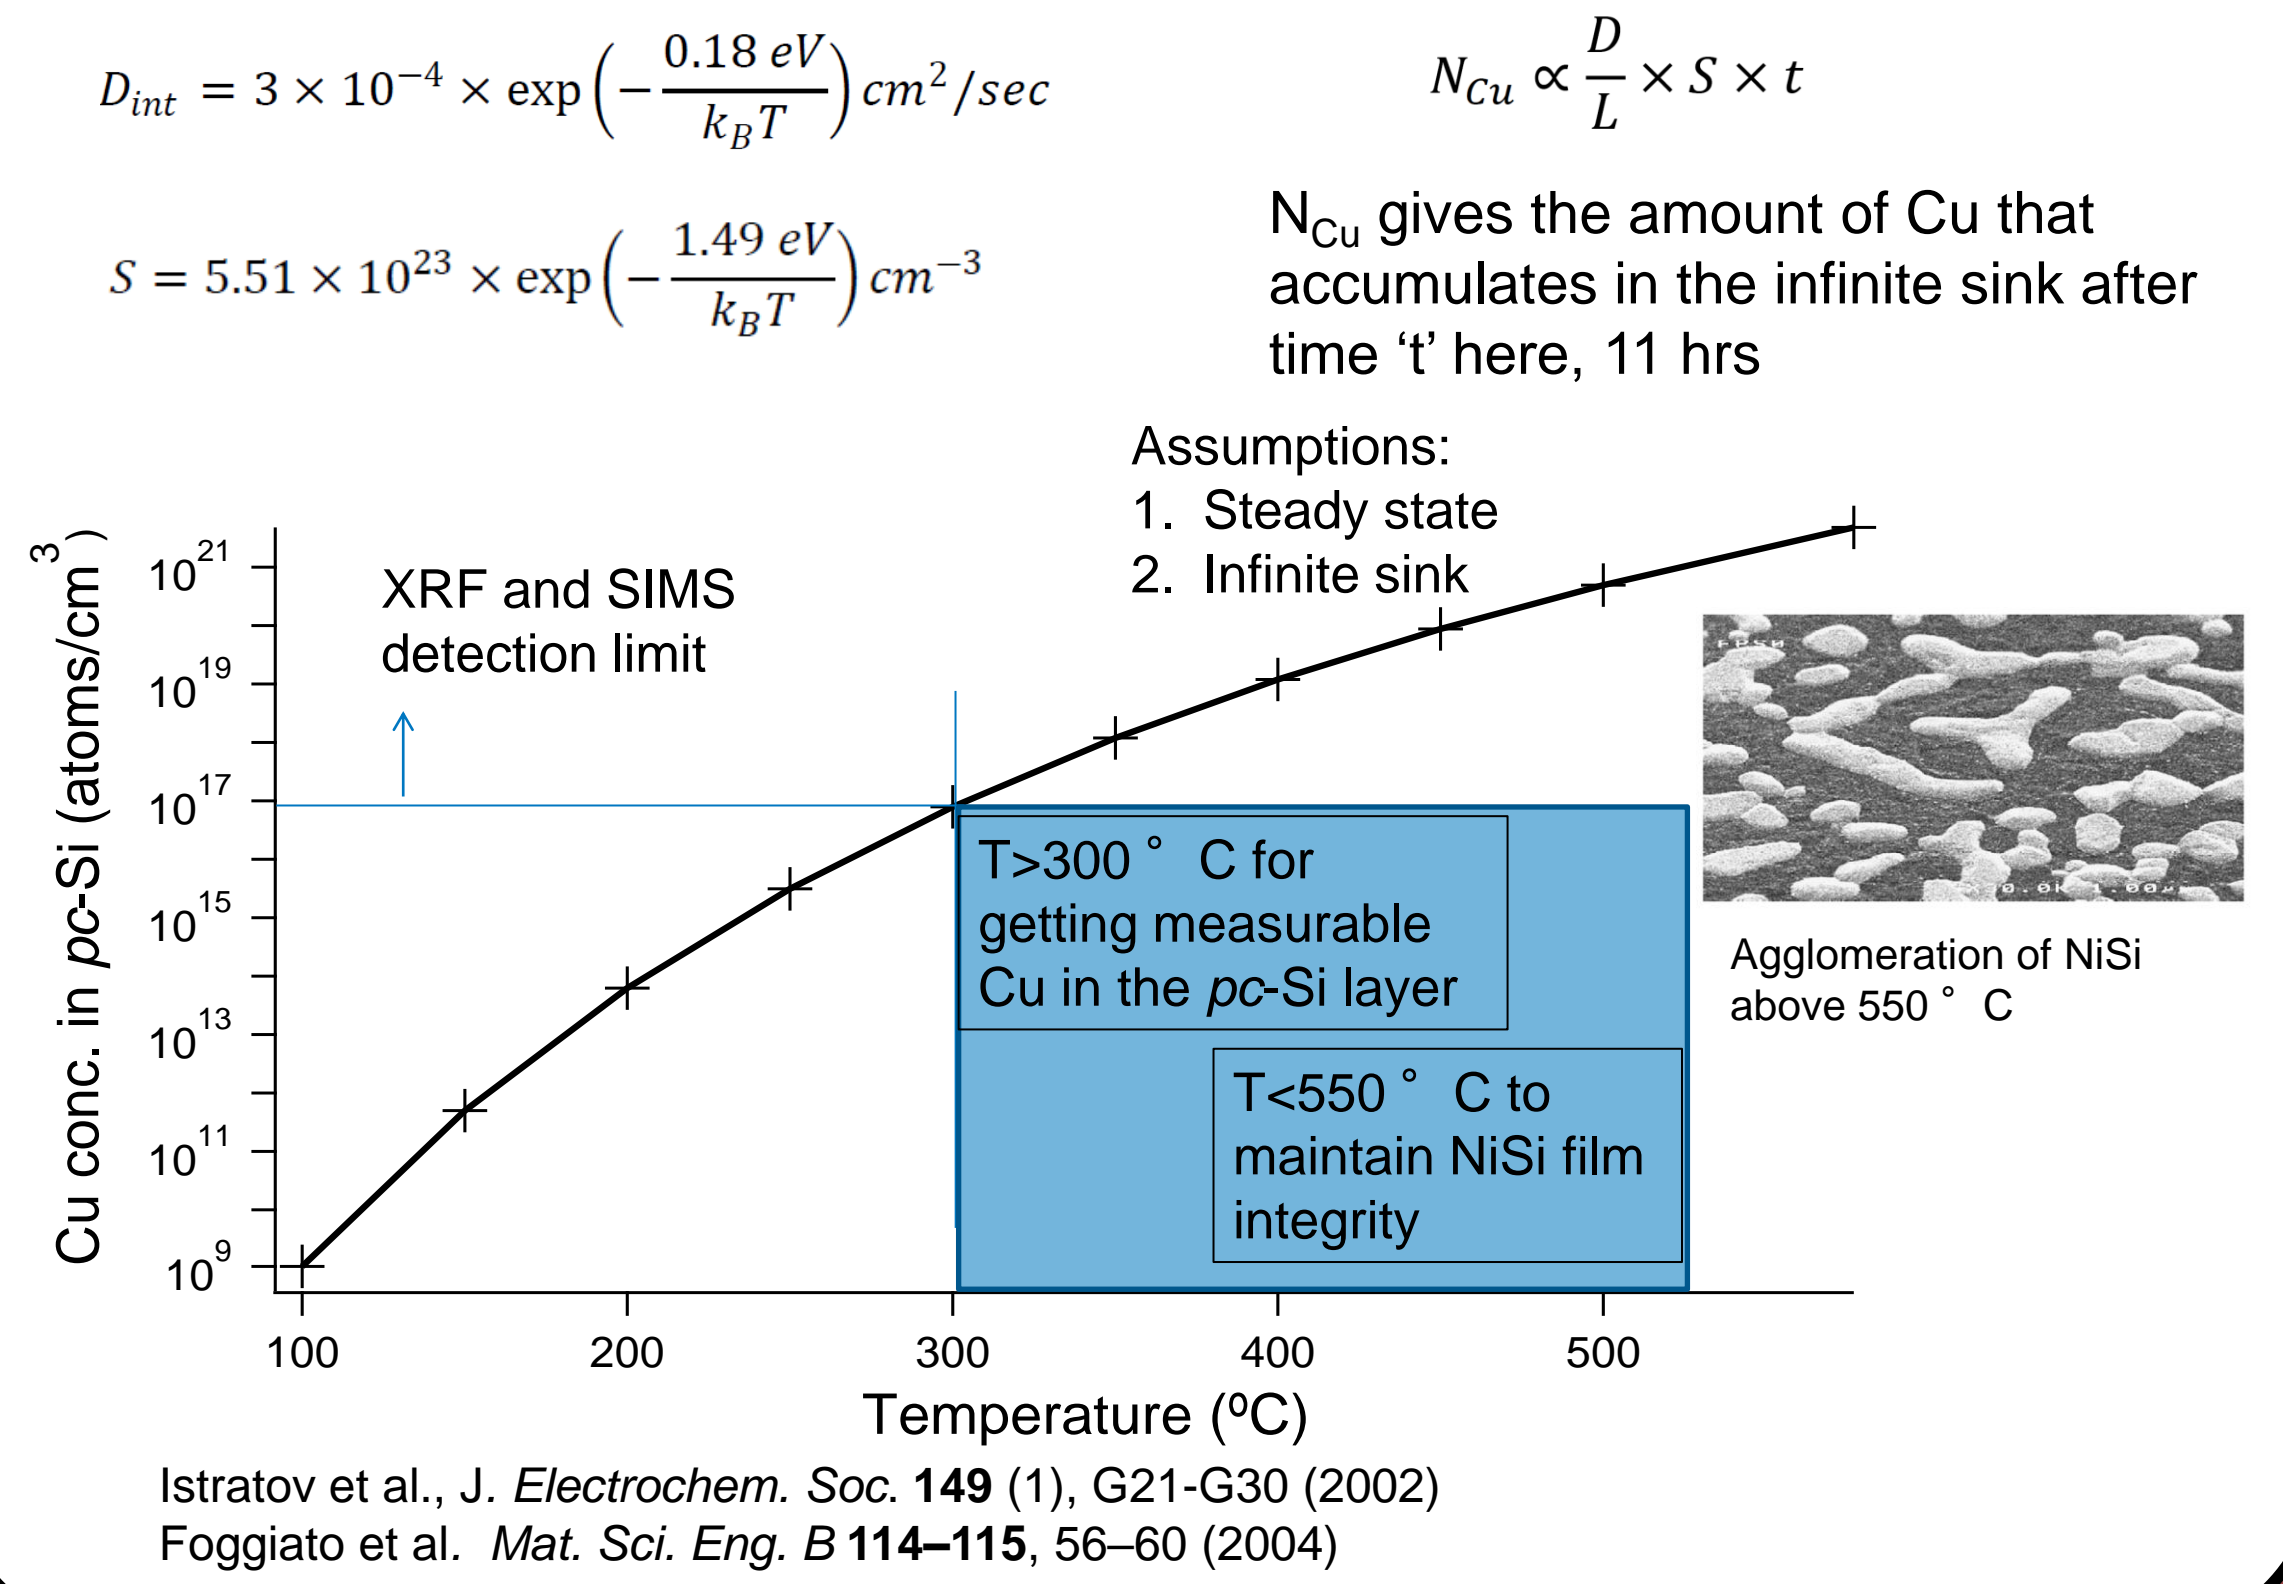 D_int = 3 × 10^−4 × exp(− 0.18 eV / k_B T) cm^2/sec
N_Cu ∝ D/L × S × t
S = 5.51 × 10^23 × exp(− 1.49 eV / k_B T) cm^−3
N_Cu gives the amount of Cu that
accumulates in the infinite sink after
time ‘t’ here, 11 hrs
Assumptions:
1. Steady state
2. Infinite sink
XRF and SIMS
detection limit
Cu conc. in pc-Si (atoms/cm^3)
10^21
10^19
10^17
10^15
10^13
10^11
10^9
T>300 ° C for
getting measurable
Cu in the pc-Si layer
T<550 ° C to
maintain NiSi film
integrity
Agglomeration of NiSi
above 550 ° C
100 200 300 400 500
Temperature (ºC)
Istratov et al., J. Electrochem. Soc. 149 (1), G21-G30 (2002)
Foggiato et al. Mat. Sci. Eng. B 114–115, 56–60 (2004)